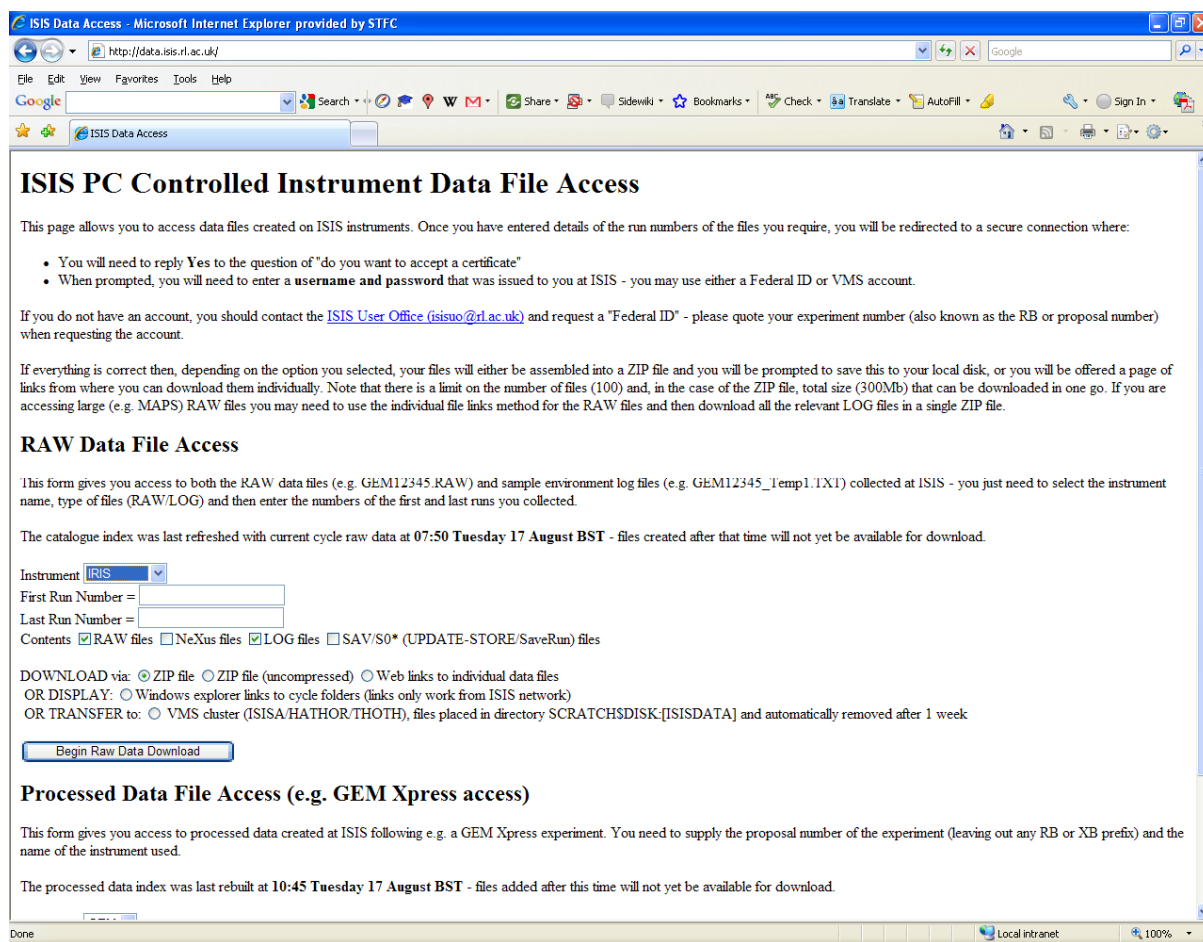 ISIS Data Access - Microsoft Internet Explorer provided by STFC
http://data.isis.rl.ac.uk/
Google
File Edit View Favorites Tools Help
Google Search Share Sidewiki Bookmarks Check Translate AutoFill Sign In
ISIS Data Access
ISIS PC Controlled Instrument Data File Access
This page allows you to access data files created on ISIS instruments. Once you have entered details of the run numbers of the files you require, you will be redirected to a secure connection where:
• You will need to reply Yes to the question of "do you want to accept a certificate"
• When prompted, you will need to enter a username and password that was issued to you at ISIS - you may use either a Federal ID or VMS account.
If you do not have an account, you should contact the ISIS User Office (isisuo@rl.ac.uk) and request a "Federal ID" - please quote your experiment number (also known as the RB or proposal number)
when requesting the account.
If everything is correct then, depending on the option you selected, your files will either be assembled into a ZIP file and you will be prompted to save this to your local disk, or you will be offered a page of
links from where you can download them individually. Note that there is a limit on the number of files (100) and, in the case of the ZIP file, total size (300Mb) that can be downloaded in one go. If you are
accessing large (e.g. MAPS) RAW files you may need to use the individual file links method for the RAW files and then download all the relevant LOG files in a single ZIP file.
RAW Data File Access
This form gives you access to both the RAW data files (e.g. GEM12345.RAW) and sample environment log files (e.g. GEM12345_Temp1.TXT) collected at ISIS - you just need to select the instrument
name, type of files (RAW/LOG) and then enter the numbers of the first and last runs you collected.
The catalogue index was last refreshed with current cycle raw data at 07:50 Tuesday 17 August BST - files created after that time will not yet be available for download.
Instrument IRIS
First Run Number =
Last Run Number =
Contents RAW files NeXus files LOG files SAV/S0* (UPDATE-STORE/SaveRun) files
DOWNLOAD via: ZIP file ZIP file (uncompressed) Web links to individual data files
OR DISPLAY: Windows explorer links to cycle folders (links only work from ISIS network)
OR TRANSFER to: VMS cluster (ISISA/HATHOR/THOTH), files placed in directory SCRATCH$DISK:[ISISDATA] and automatically removed after 1 week
Begin Raw Data Download
Processed Data File Access (e.g. GEM Xpress access)
This form gives you access to processed data created at ISIS following e.g. a GEM Xpress experiment. You need to supply the proposal number of the experiment (leaving out any RB or XB prefix) and the
name of the instrument used.
The processed data index was last rebuilt at 10:45 Tuesday 17 August BST - files added after this time will not yet be available for download.
Done Local intranet 100%